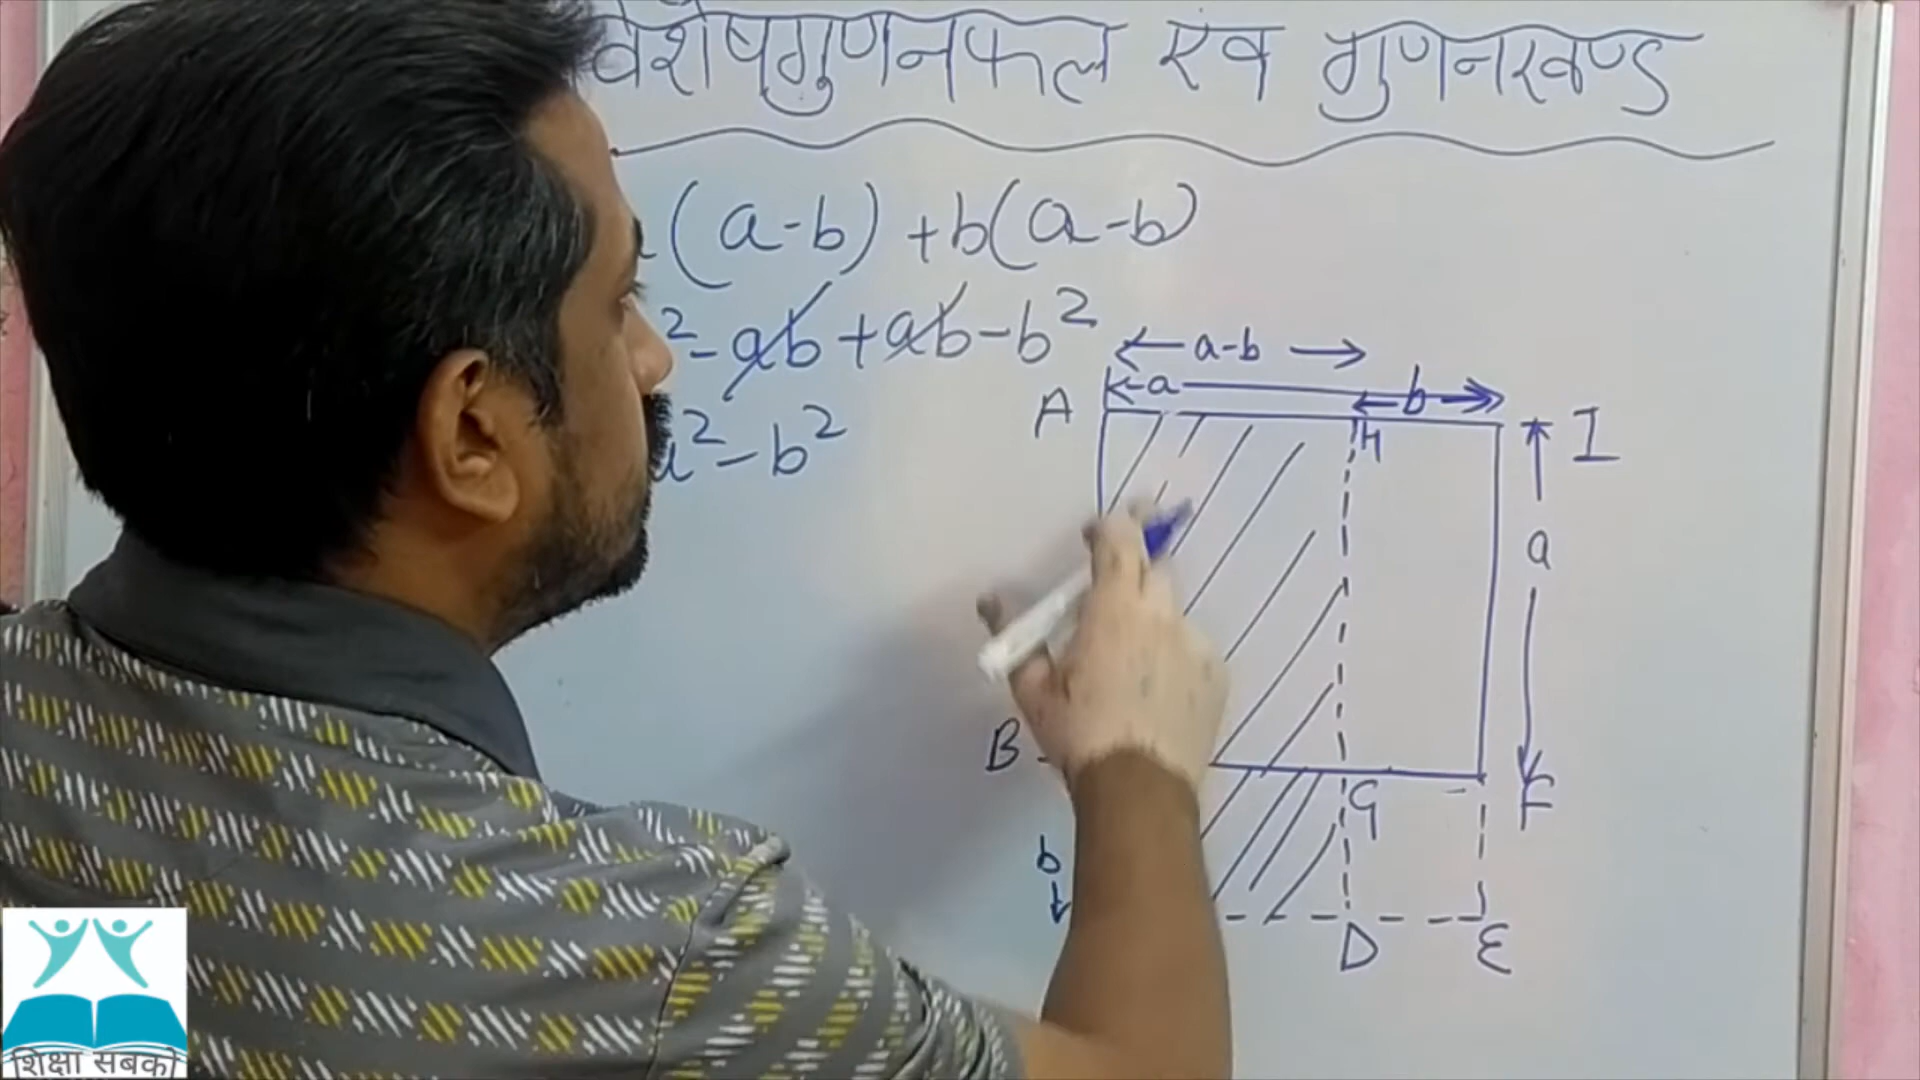 विशेषगुणनफल एव गुणनखण्ड
(a-b) + b(a-b)
² - ab + ab - b²
a² - b²
a-b
a
b
A
H
I
a
B
G
F
b
D
E
शिक्षा सबको